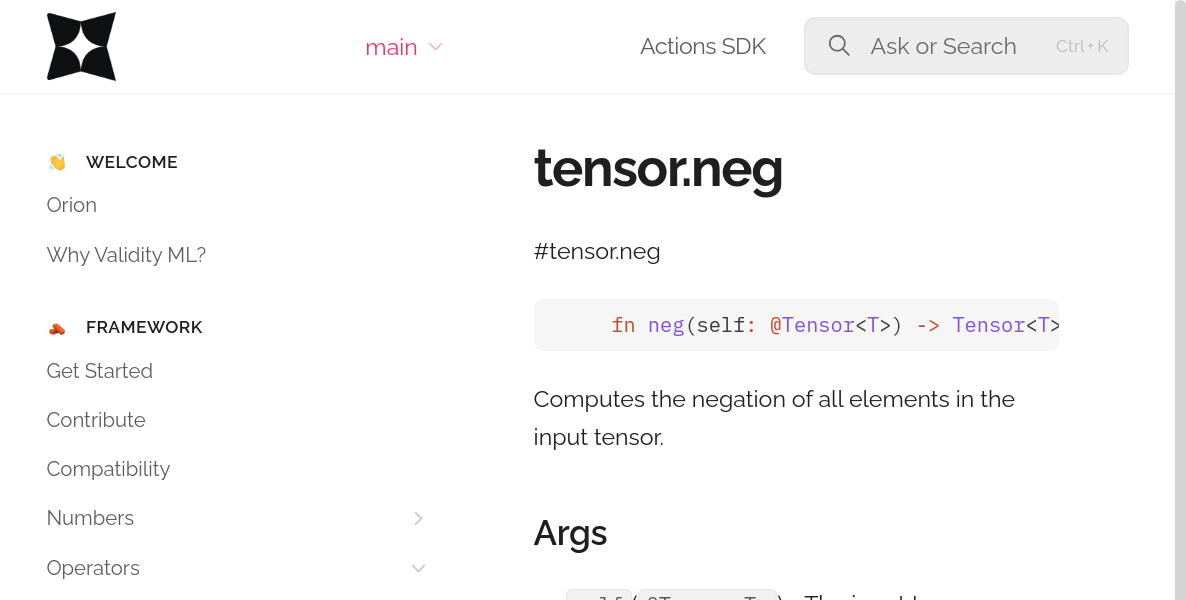 main
Actions SDK
Ask or Search
Ctrl + K
WELCOME
Orion
Why Validity ML?
FRAMEWORK
Get Started
Contribute
Compatibility
Numbers
Operators
tensor.neg
#tensor.neg
fn neg(self: @Tensor<T>) -> Tensor<T>
Computes the negation of all elements in the
input tensor.
Args